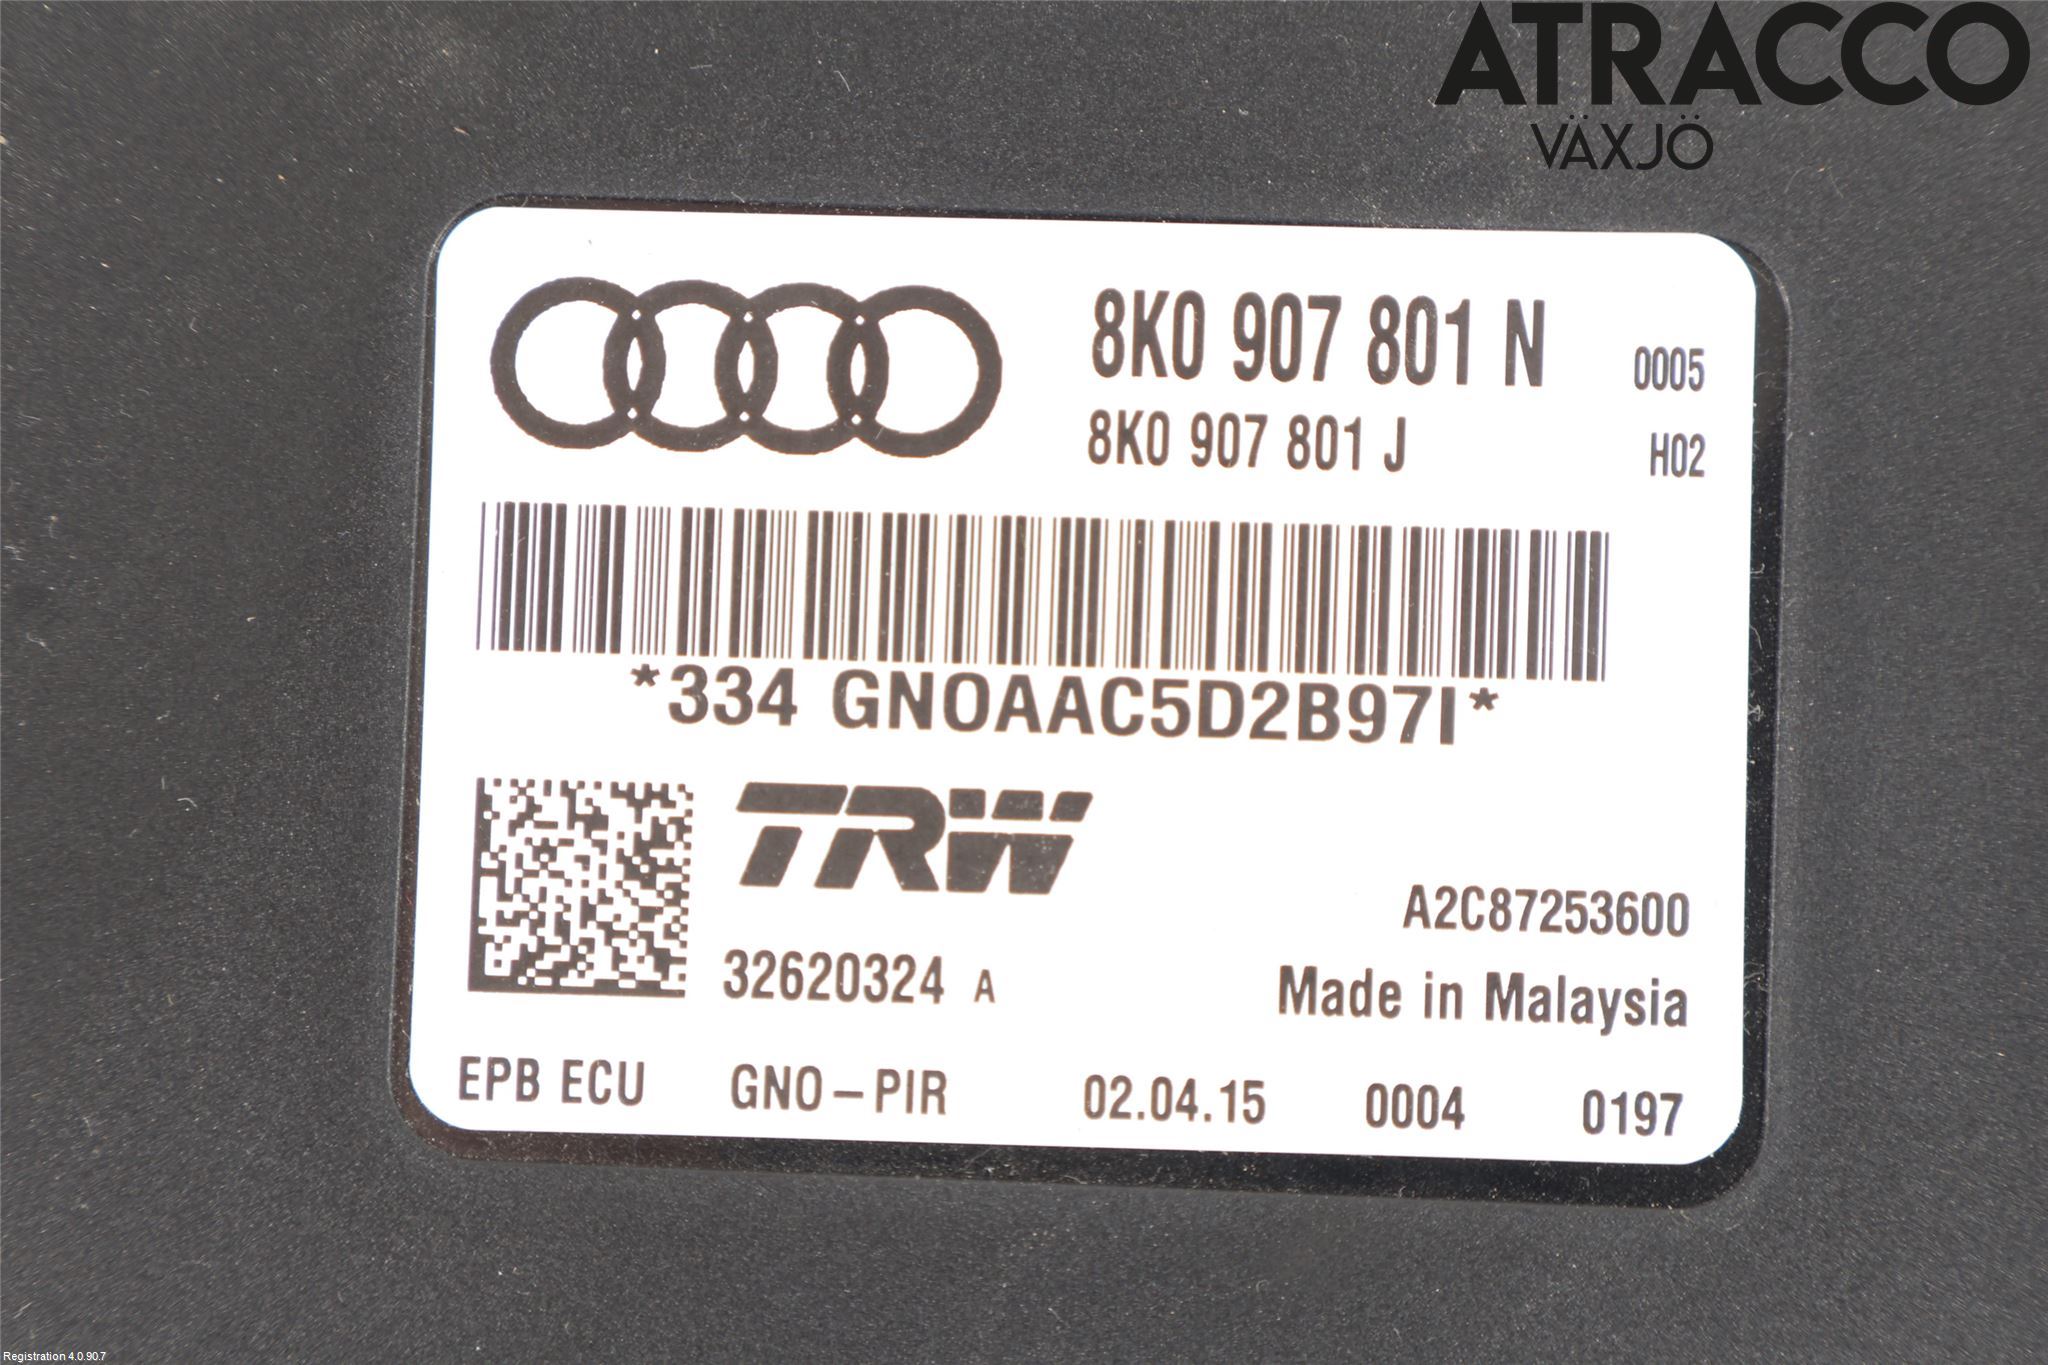 ATRACCO
VÄXJÖ
8K0 907 801 N 0005
8K0 907 801 J H02
*334 GNOAAC5D2B97I*
TRW
A2C87253600
32620324 A
Made in Malaysia
EPB ECU GNO-PIR 02.04.15 0004 0197
Registration 4.0.90.7